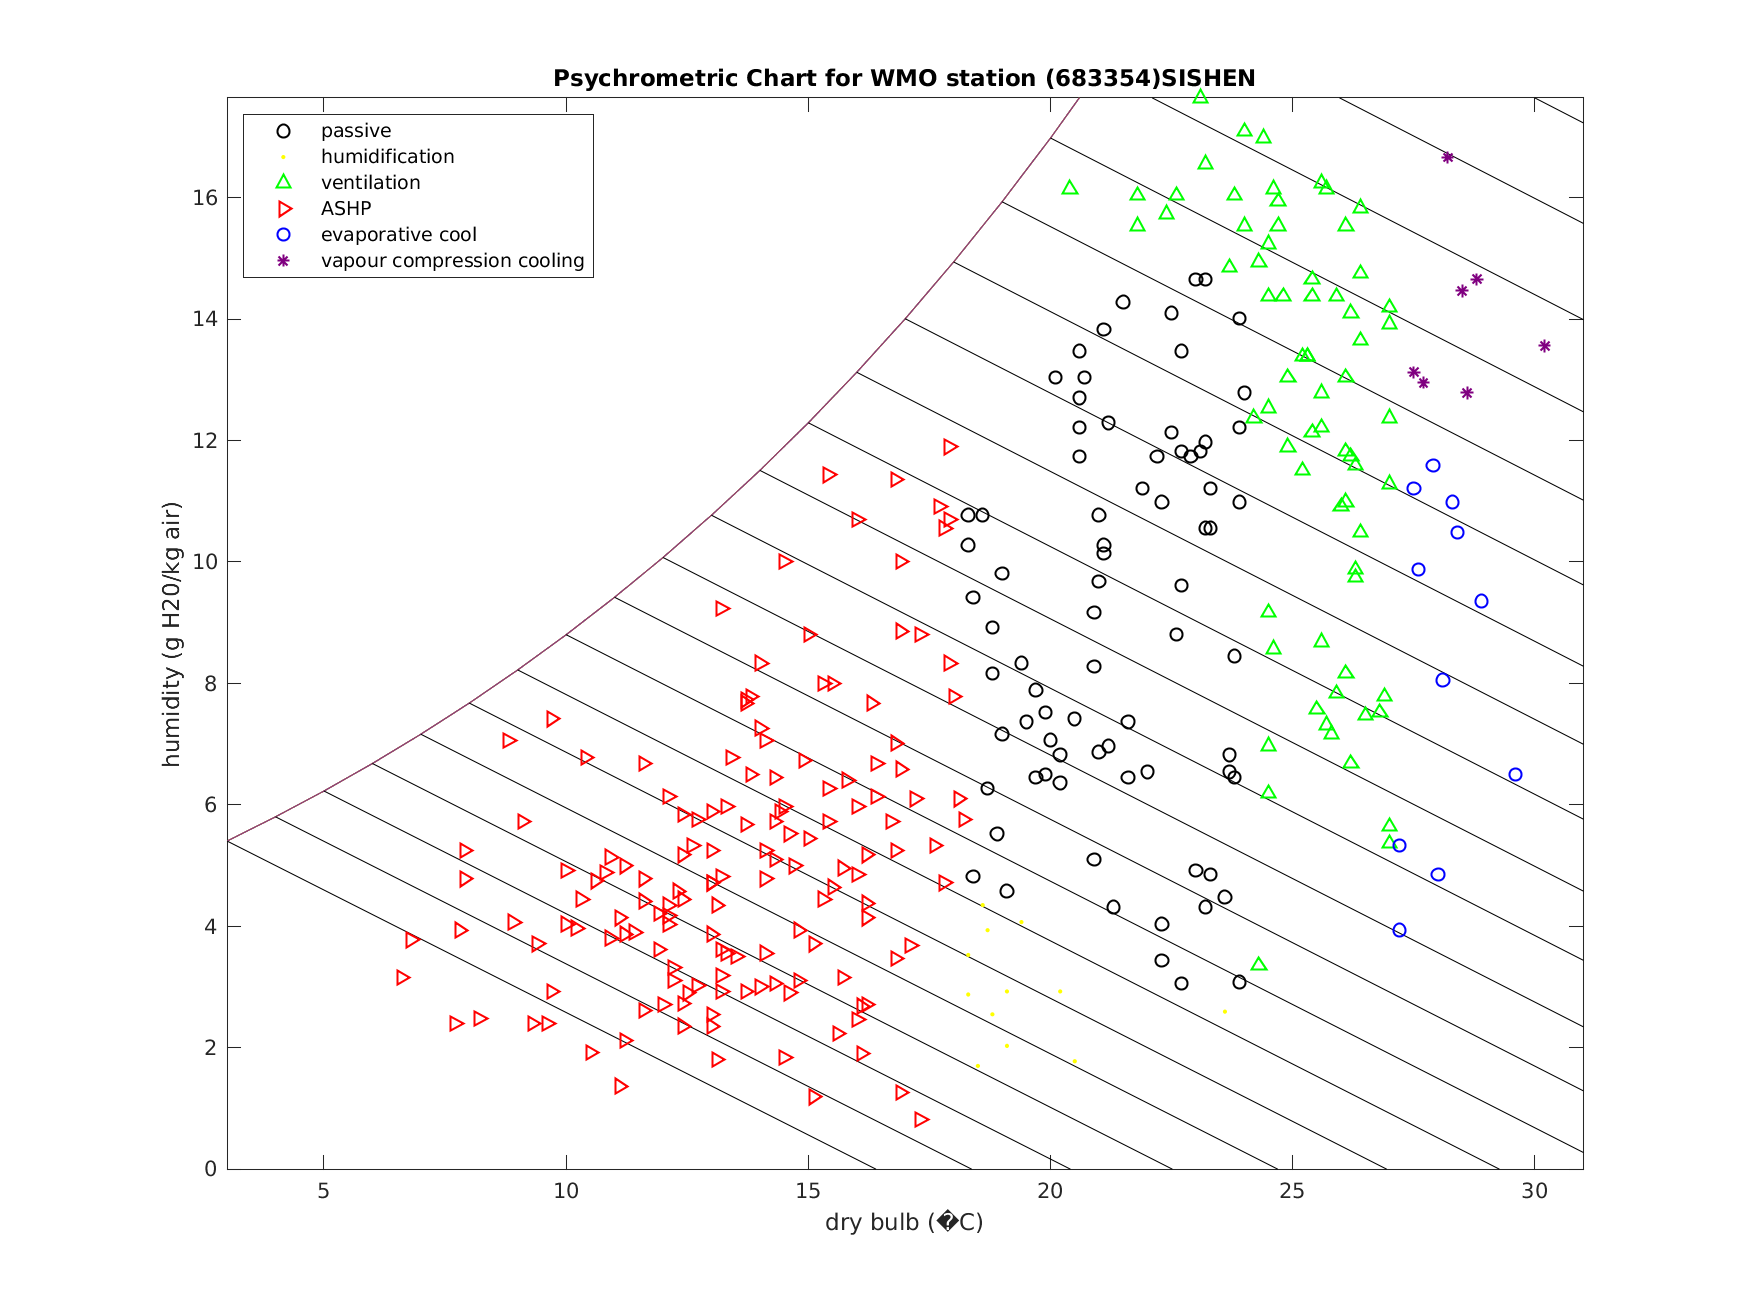 Psychrometric Chart for WMO station (683354)SISHEN
passive
humidification
ventilation
ASHP
evaporative cool
vapour compression cooling
humidity (g H20/kg air)
16
14
12
10
8
6
4
2
0
5 10 15 20 25 30
dry bulb (�C)